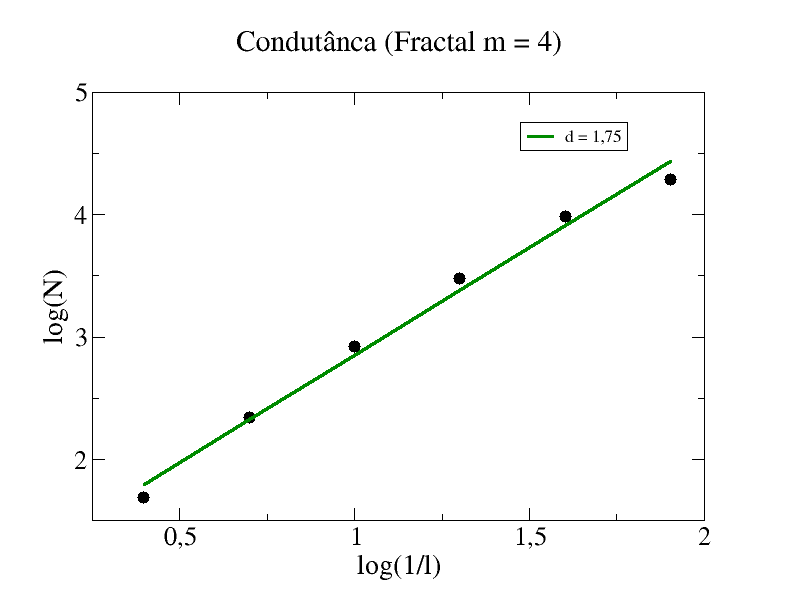 Condutânca (Fractal m = 4)
5
d = 1,75
4
log(N)
3
2
0,5 1 1,5 2
log(1/l)